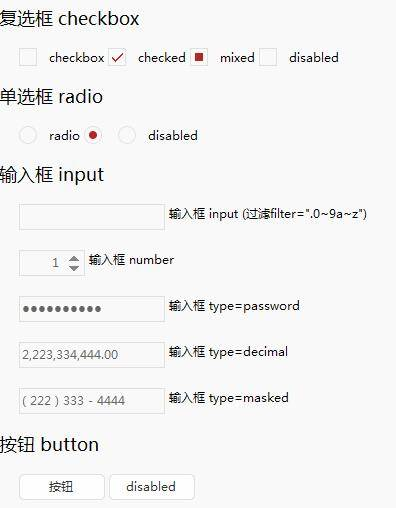 复选框 checkbox
checkbox checked mixed disabled
单选框 radio
radio disabled
输入框 input
输入框 input (过滤filter=".0~9a~z")
1 输入框 number
●●●●●●●●●● 输入框 type=password
2,223,334,444.00 输入框 type=decimal
( 222 ) 333 - 4444 输入框 type=masked
按钮 button
按钮 disabled